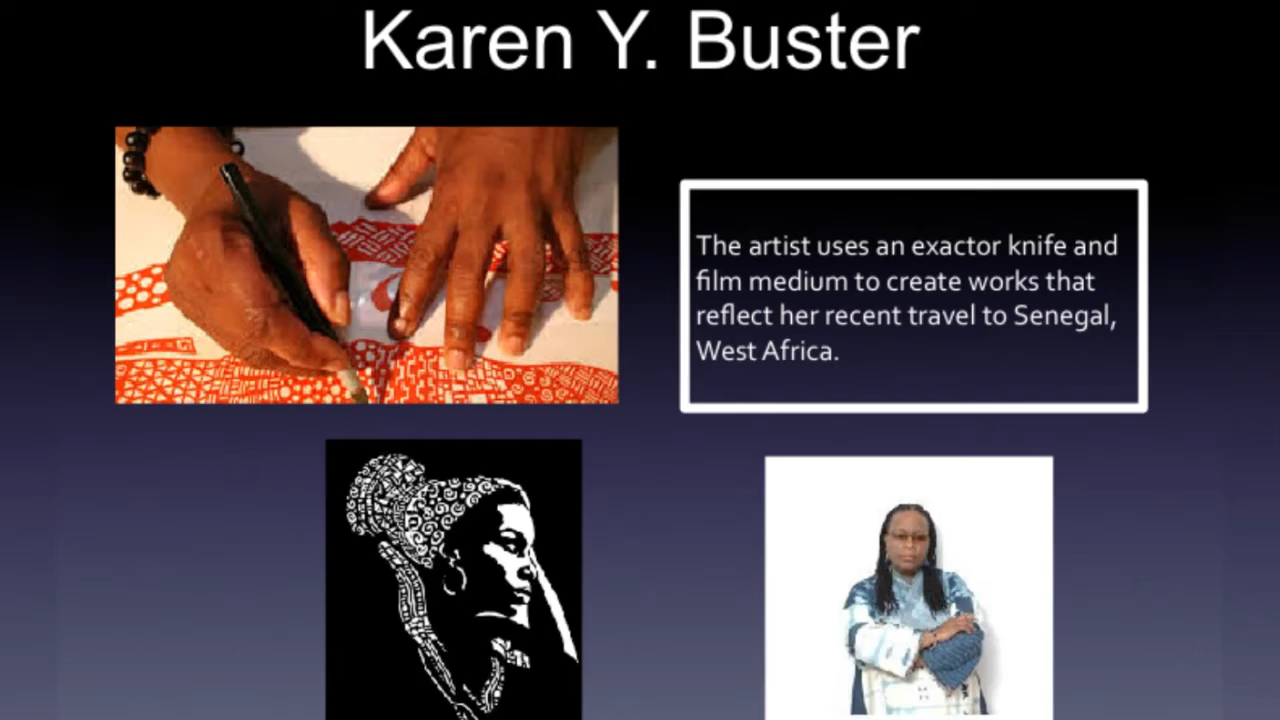 Karen Y. Buster
The artist uses an exactor knife and
film medium to create works that
reflect her recent travel to Senegal,
West Africa.